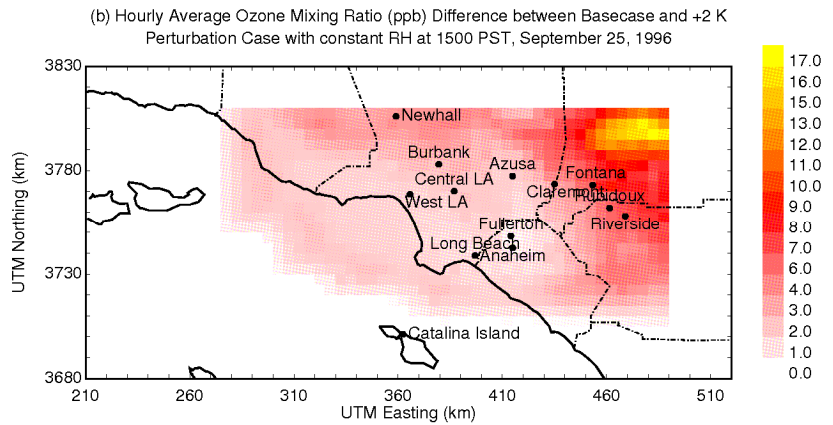 (b) Hourly Average Ozone Mixing Ratio (ppb) Difference between Basecase and +2 K
Perturbation Case with constant RH at 1500 PST, September 25, 1996
3830
3780
3730
3680
UTM Northing (km)
Newhall
Burbank
Azusa
Central LA
Fontana
West LA
Claremont
Rubidoux
Fullerton
Riverside
Long Beach
Anaheim
Catalina Island
210
260
310
360
410
460
510
UTM Easting (km)
17.0
16.0
15.0
13.0
12.0
11.0
10.0
9.0
8.0
7.0
6.0
4.0
3.0
2.0
1.0
0.0